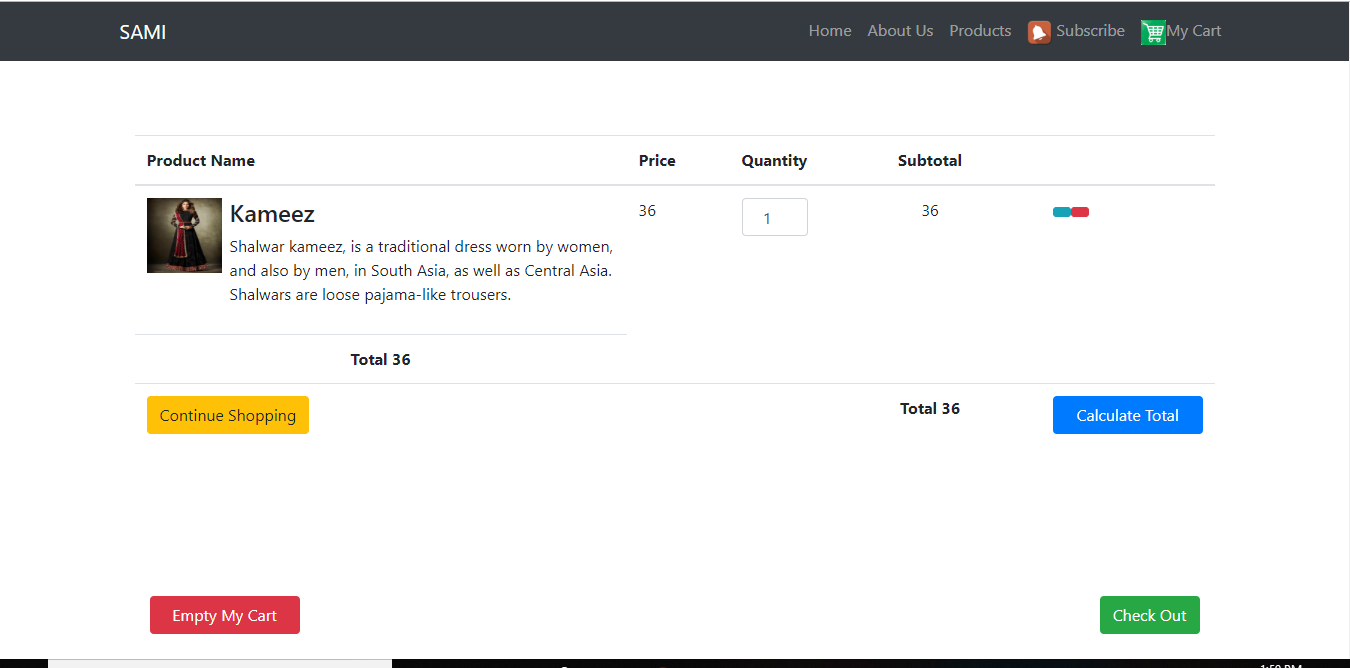 SAMI
Home About Us Products Subscribe My Cart
Product Name Price Quantity Subtotal
Kameez
36 1 36
Shalwar kameez, is a traditional dress worn by women,
and also by men, in South Asia, as well as Central Asia.
Shalwars are loose pajama-like trousers.
Total 36
Continue Shopping Total 36 Calculate Total
Empty My Cart Check Out